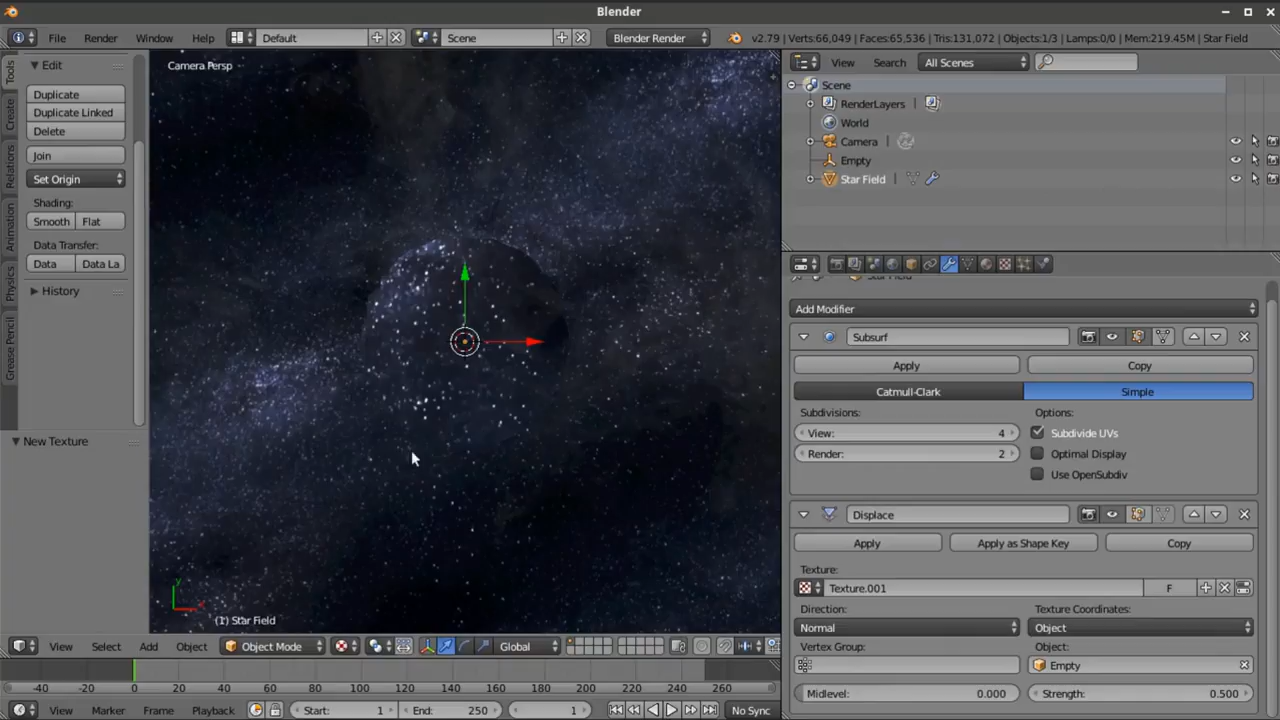 Blender
File Render Window Help Default Scene Blender Render v2.79 | Verts:66,049 | Faces:65,536 | Tris:131,072 | Objects:1/3 | Lamps:0/0 | Mem:219.45M | Star Field
Tools
Create
Relations
Animation
Physics
Grease Pencil
Edit
Duplicate
Duplicate Linked
Delete
Join
Set Origin
Shading:
Smooth Flat
Data Transfer:
Data Data La
History
New Texture
Camera Persp
y
x
(1) Star Field
View Search All Scenes
Scene
RenderLayers |
World
Camera |
Empty
Star Field |
Star Field
Add Modifier
Subsurf
Apply Copy
Catmull-Clark Simple
Subdivisions: Options:
View: 4 Subdivide UVs
Render: 2 Optimal Display
Use OpenSubdiv
Displace
Apply Apply as Shape Key Copy
Texture:
Texture.001 F
Direction: Texture Coordinates:
Normal Object
Vertex Group: Object:
Empty
Midlevel: 0.000 Strength: 0.500
View Select Add Object Object Mode Global
-40 -20 0 20 40 60 80 100 120 140 160 180 200 220 240 260
View Marker Frame Playback Start: 1 End: 250 1 No Sync